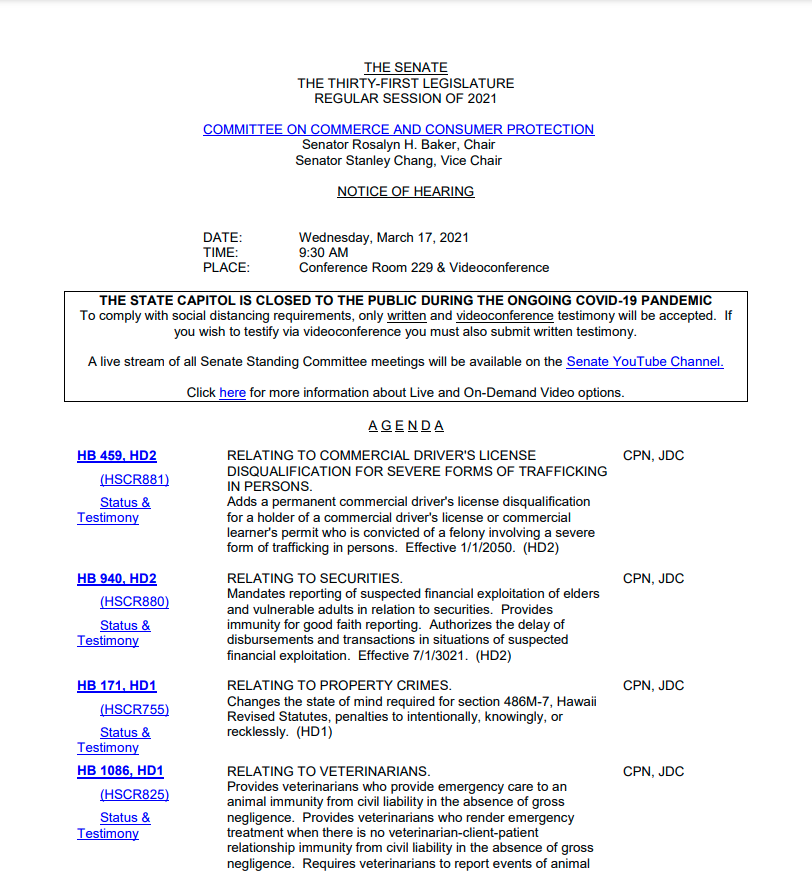 THE SENATE
THE THIRTY-FIRST LEGISLATURE
REGULAR SESSION OF 2021
COMMITTEE ON COMMERCE AND CONSUMER PROTECTION
Senator Rosalyn H. Baker, Chair
Senator Stanley Chang, Vice Chair
NOTICE OF HEARING
DATE: Wednesday, March 17, 2021
TIME: 9:30 AM
PLACE: Conference Room 229 & Videoconference
THE STATE CAPITOL IS CLOSED TO THE PUBLIC DURING THE ONGOING COVID-19 PANDEMIC
To comply with social distancing requirements, only written and videoconference testimony will be accepted. If
you wish to testify via videoconference you must also submit written testimony.
A live stream of all Senate Standing Committee meetings will be available on the Senate YouTube Channel.
Click here for more information about Live and On-Demand Video options.
A G E N D A
HB 459, HD2
(HSCR881)
Status &
Testimony
RELATING TO COMMERCIAL DRIVER'S LICENSE
DISQUALIFICATION FOR SEVERE FORMS OF TRAFFICKING
IN PERSONS.
Adds a permanent commercial driver's license disqualification
for a holder of a commercial driver's license or commercial
learner's permit who is convicted of a felony involving a severe
form of trafficking in persons. Effective 1/1/2050. (HD2)
CPN, JDC
HB 940, HD2
(HSCR880)
Status &
Testimony
RELATING TO SECURITIES.
Mandates reporting of suspected financial exploitation of elders
and vulnerable adults in relation to securities. Provides
immunity for good faith reporting. Authorizes the delay of
disbursements and transactions in situations of suspected
financial exploitation. Effective 7/1/3021. (HD2)
CPN, JDC
HB 171, HD1
(HSCR755)
Status &
Testimony
RELATING TO PROPERTY CRIMES.
Changes the state of mind required for section 486M-7, Hawaii
Revised Statutes, penalties to intentionally, knowingly, or
recklessly. (HD1)
CPN, JDC
HB 1086, HD1
(HSCR825)
Status &
Testimony
RELATING TO VETERINARIANS.
Provides veterinarians who provide emergency care to an
animal immunity from civil liability in the absence of gross
negligence. Provides veterinarians who render emergency
treatment when there is no veterinarian-client-patient
relationship immunity from civil liability in the absence of gross
negligence. Requires veterinarians to report events of animal
CPN, JDC